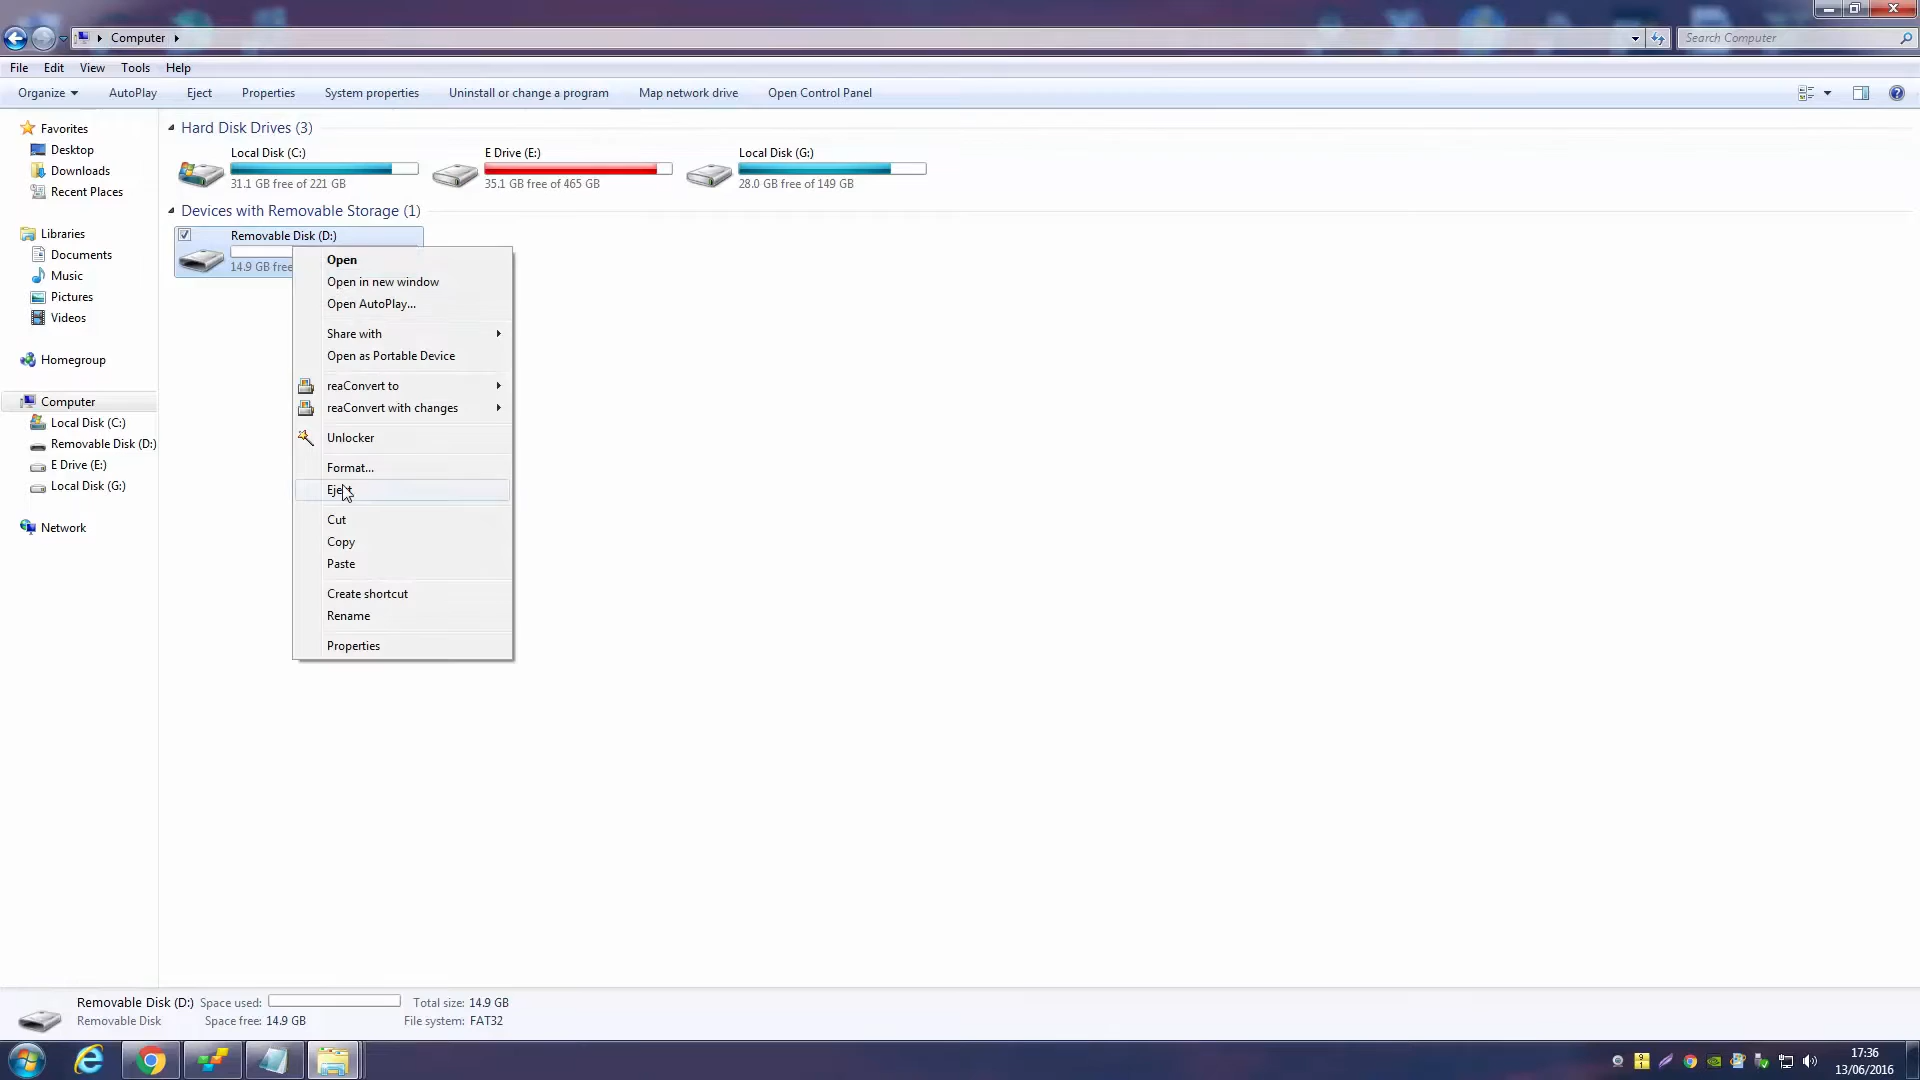 Computer
Search Computer
File Edit View Tools Help
Organize AutoPlay Eject Properties System properties Uninstall or change a program Map network drive Open Control Panel
Favorites
Desktop
Downloads
Recent Places
Libraries
Documents
Music
Pictures
Videos
Homegroup
Computer
Local Disk (C:)
Removable Disk (D:)
E Drive (E:)
Local Disk (G:)
Network
Hard Disk Drives (3)
Local Disk (C:)
31.1 GB free of 221 GB
E Drive (E:)
35.1 GB free of 465 GB
Local Disk (G:)
28.0 GB free of 149 GB
Devices with Removable Storage (1)
Removable Disk (D:)
14.9 GB free
Open
Open in new window
Open AutoPlay...
Share with
Open as Portable Device
reaConvert to
reaConvert with changes
Unlocker
Format...
Eject
Cut
Copy
Paste
Create shortcut
Rename
Properties
Removable Disk (D:) Space used: Total size: 14.9 GB
Removable Disk Space free: 14.9 GB File system: FAT32
17:36
13/06/2016